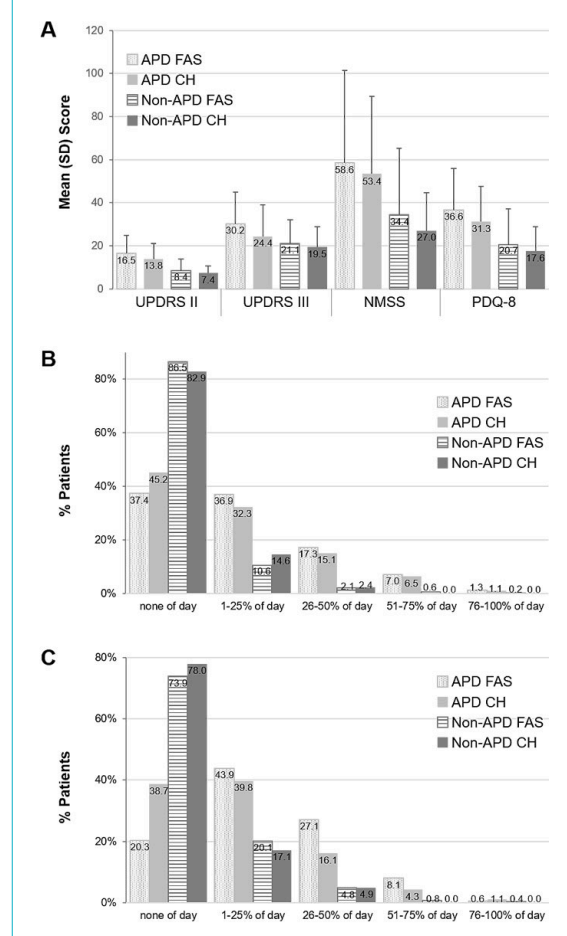 A
Mean (SD) Score
120
100
80
60
40
20
0
APD FAS
APD CH
Non-APD FAS
Non-APD CH
16.5 13.8 8.4 7.4
30.2 24.4 21.1 19.5
58.6 53.4 34.4 27.0
36.6 31.3 20.7 17.6
UPDRS II UPDRS III NMSS PDQ-8
B
% Patients
80%
60%
40%
20%
0%
APD FAS
APD CH
Non-APD FAS
Non-APD CH
37.4 45.2 86.5 82.9
36.9 32.3 10.6 14.6
17.3 15.1 2.1 2.4
7.0 6.5 0.6 0.0
1.3 1.1 0.2 0.0
none of day 1-25% of day 26-50% of day 51-75% of day 76-100% of day
C
% Patients
80%
60%
40%
20%
0%
APD FAS
APD CH
Non-APD FAS
Non-APD CH
20.3 38.7 73.9 78.0
43.9 39.8 20.1 17.1
27.1 16.1 4.8 4.9
8.1 4.3 0.8 0.0
0.6 1.1 0.4 0.0
none of day 1-25% of day 26-50% of day 51-75% of day 76-100% of day